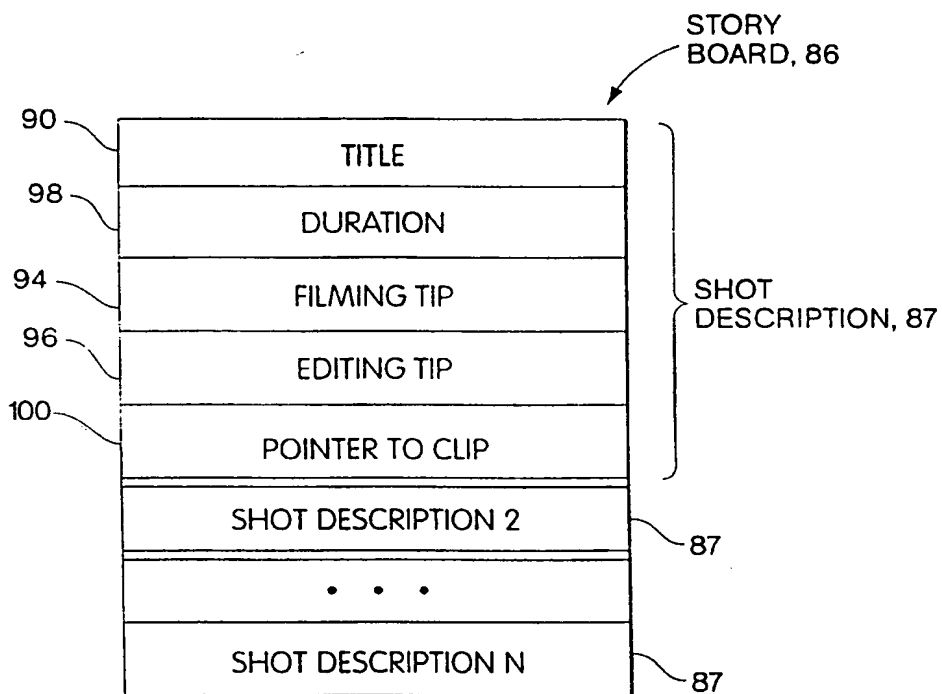 STORY
BOARD, 86
90
TITLE
98
DURATION
94
FILMING TIP
SHOT
DESCRIPTION, 87
96
EDITING TIP
100
POINTER TO CLIP
SHOT DESCRIPTION 2
87
• • •
SHOT DESCRIPTION N
87